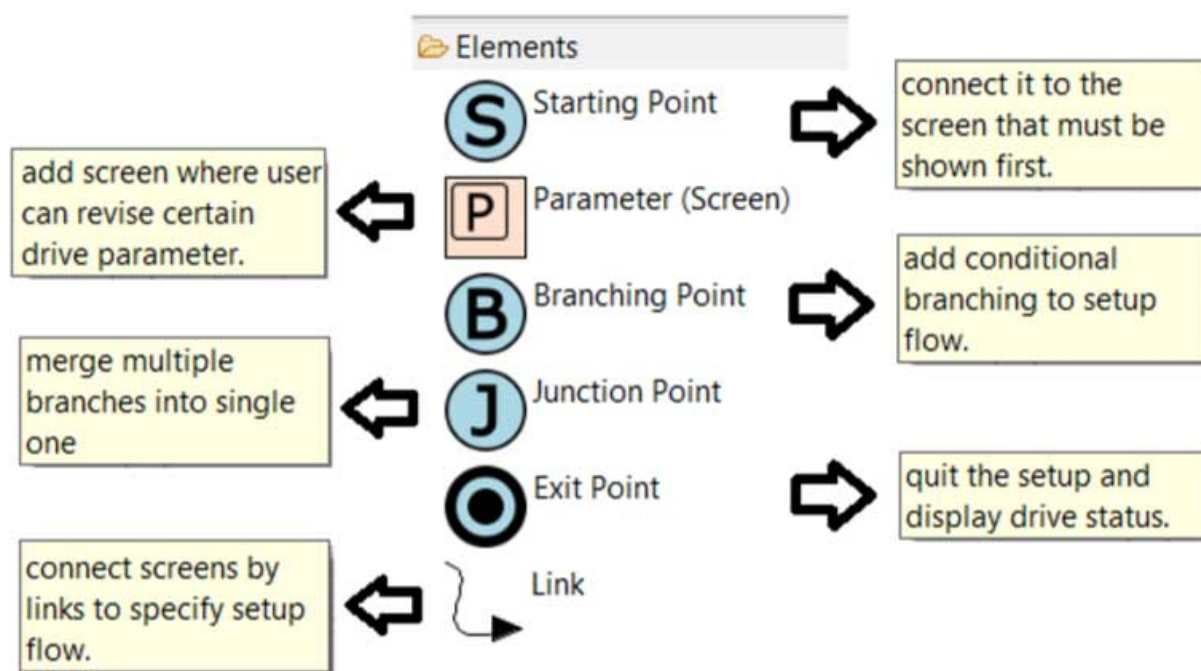 Elements
S
Starting Point
connect it to the
screen that must be
shown first.
add screen where user
can revise certain
drive parameter.
P
Parameter (Screen)
B
Branching Point
add conditional
branching to setup
flow.
merge multiple
branches into single
one
J
Junction Point
Exit Point
quit the setup and
display drive status.
connect screens by
links to specify setup
flow.
Link